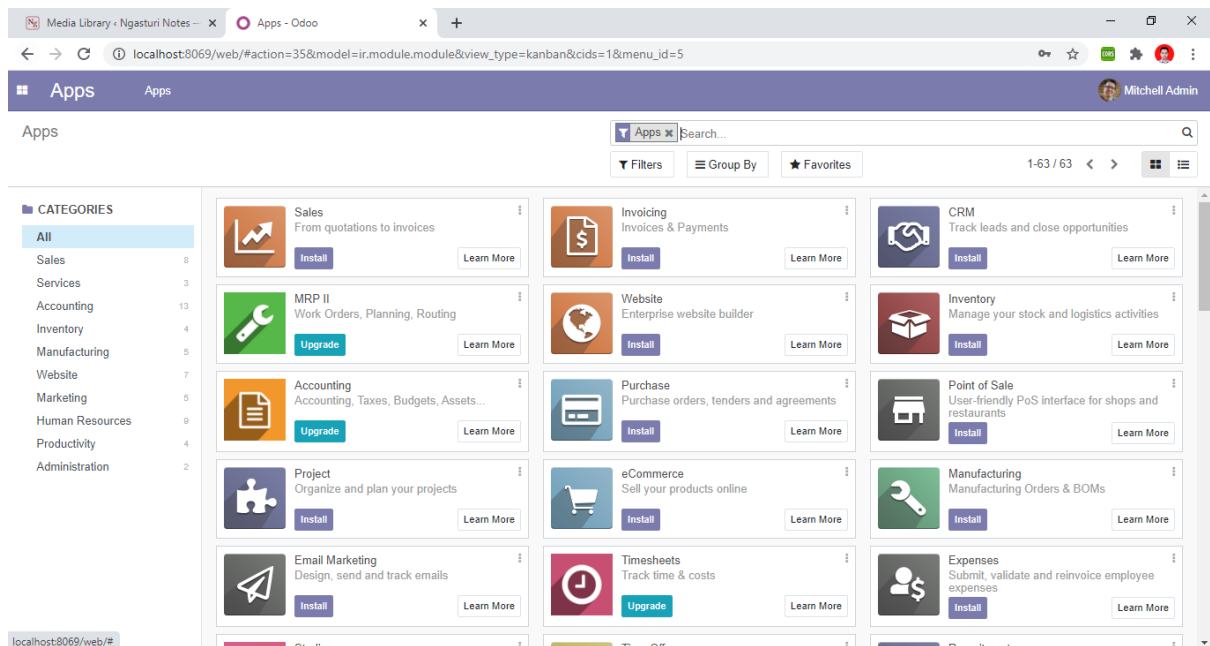 Media Library ‹ Ngasturi Notes –
Apps - Odoo
localhost:8069/web/#action=35&model=ir.module.module&view_type=kanban&cids=1&menu_id=5
CORS
Apps
Apps
Mitchell Admin
Apps
Apps
Search...
Filters
Group By
Favorites
1-63 / 63
CATEGORIES
All
Sales 8
Services 3
Accounting 13
Inventory 4
Manufacturing 5
Website 7
Marketing 5
Human Resources 9
Productivity 4
Administration 2
Sales
From quotations to invoices
Install
Learn More
Invoicing
Invoices & Payments
Install
Learn More
CRM
Track leads and close opportunities
Install
Learn More
MRP II
Work Orders, Planning, Routing
Upgrade
Learn More
Website
Enterprise website builder
Install
Learn More
Inventory
Manage your stock and logistics activities
Install
Learn More
Accounting
Accounting, Taxes, Budgets, Assets...
Upgrade
Learn More
Purchase
Purchase orders, tenders and agreements
Install
Learn More
Point of Sale
User-friendly PoS interface for shops and
restaurants
Install
Learn More
Project
Organize and plan your projects
Install
Learn More
eCommerce
Sell your products online
Install
Learn More
Manufacturing
Manufacturing Orders & BOMs
Install
Learn More
Email Marketing
Design, send and track emails
Install
Learn More
Timesheets
Track time & costs
Upgrade
Learn More
Expenses
Submit, validate and reinvoice employee
expenses
Install
Learn More
localhost:8069/web/#